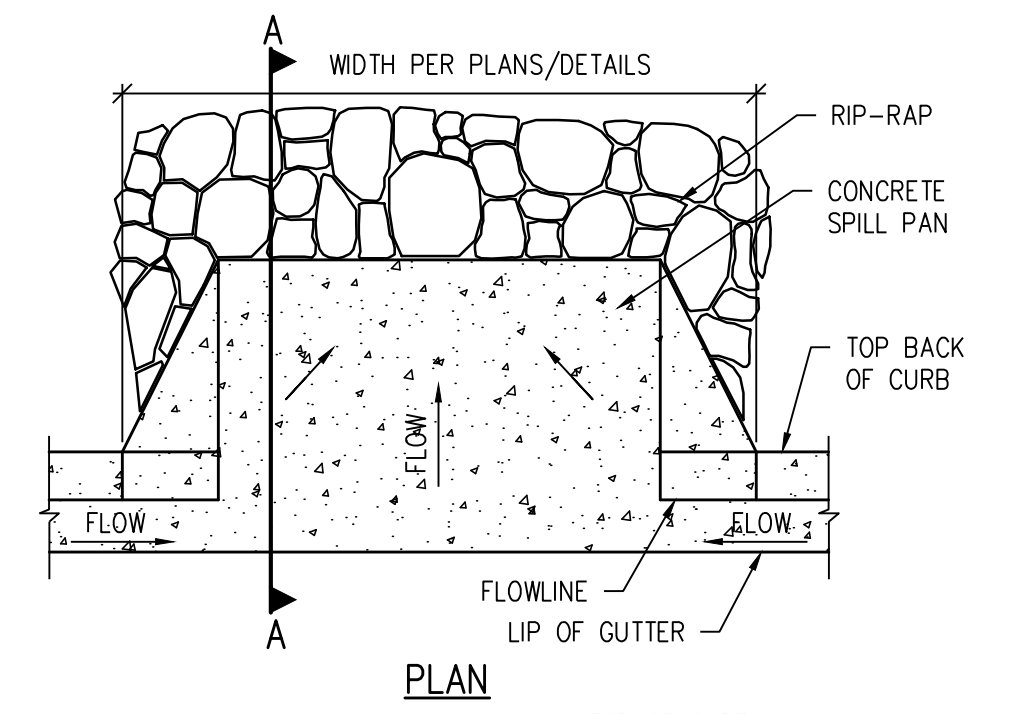 A
WIDTH PER PLANS/DETAILS
RIP-RAP
CONCRETE
SPILL PAN
TOP BACK
OF CURB
FLOW
FLOW
FLOW
FLOWLINE
LIP OF GUTTER
A
PLAN